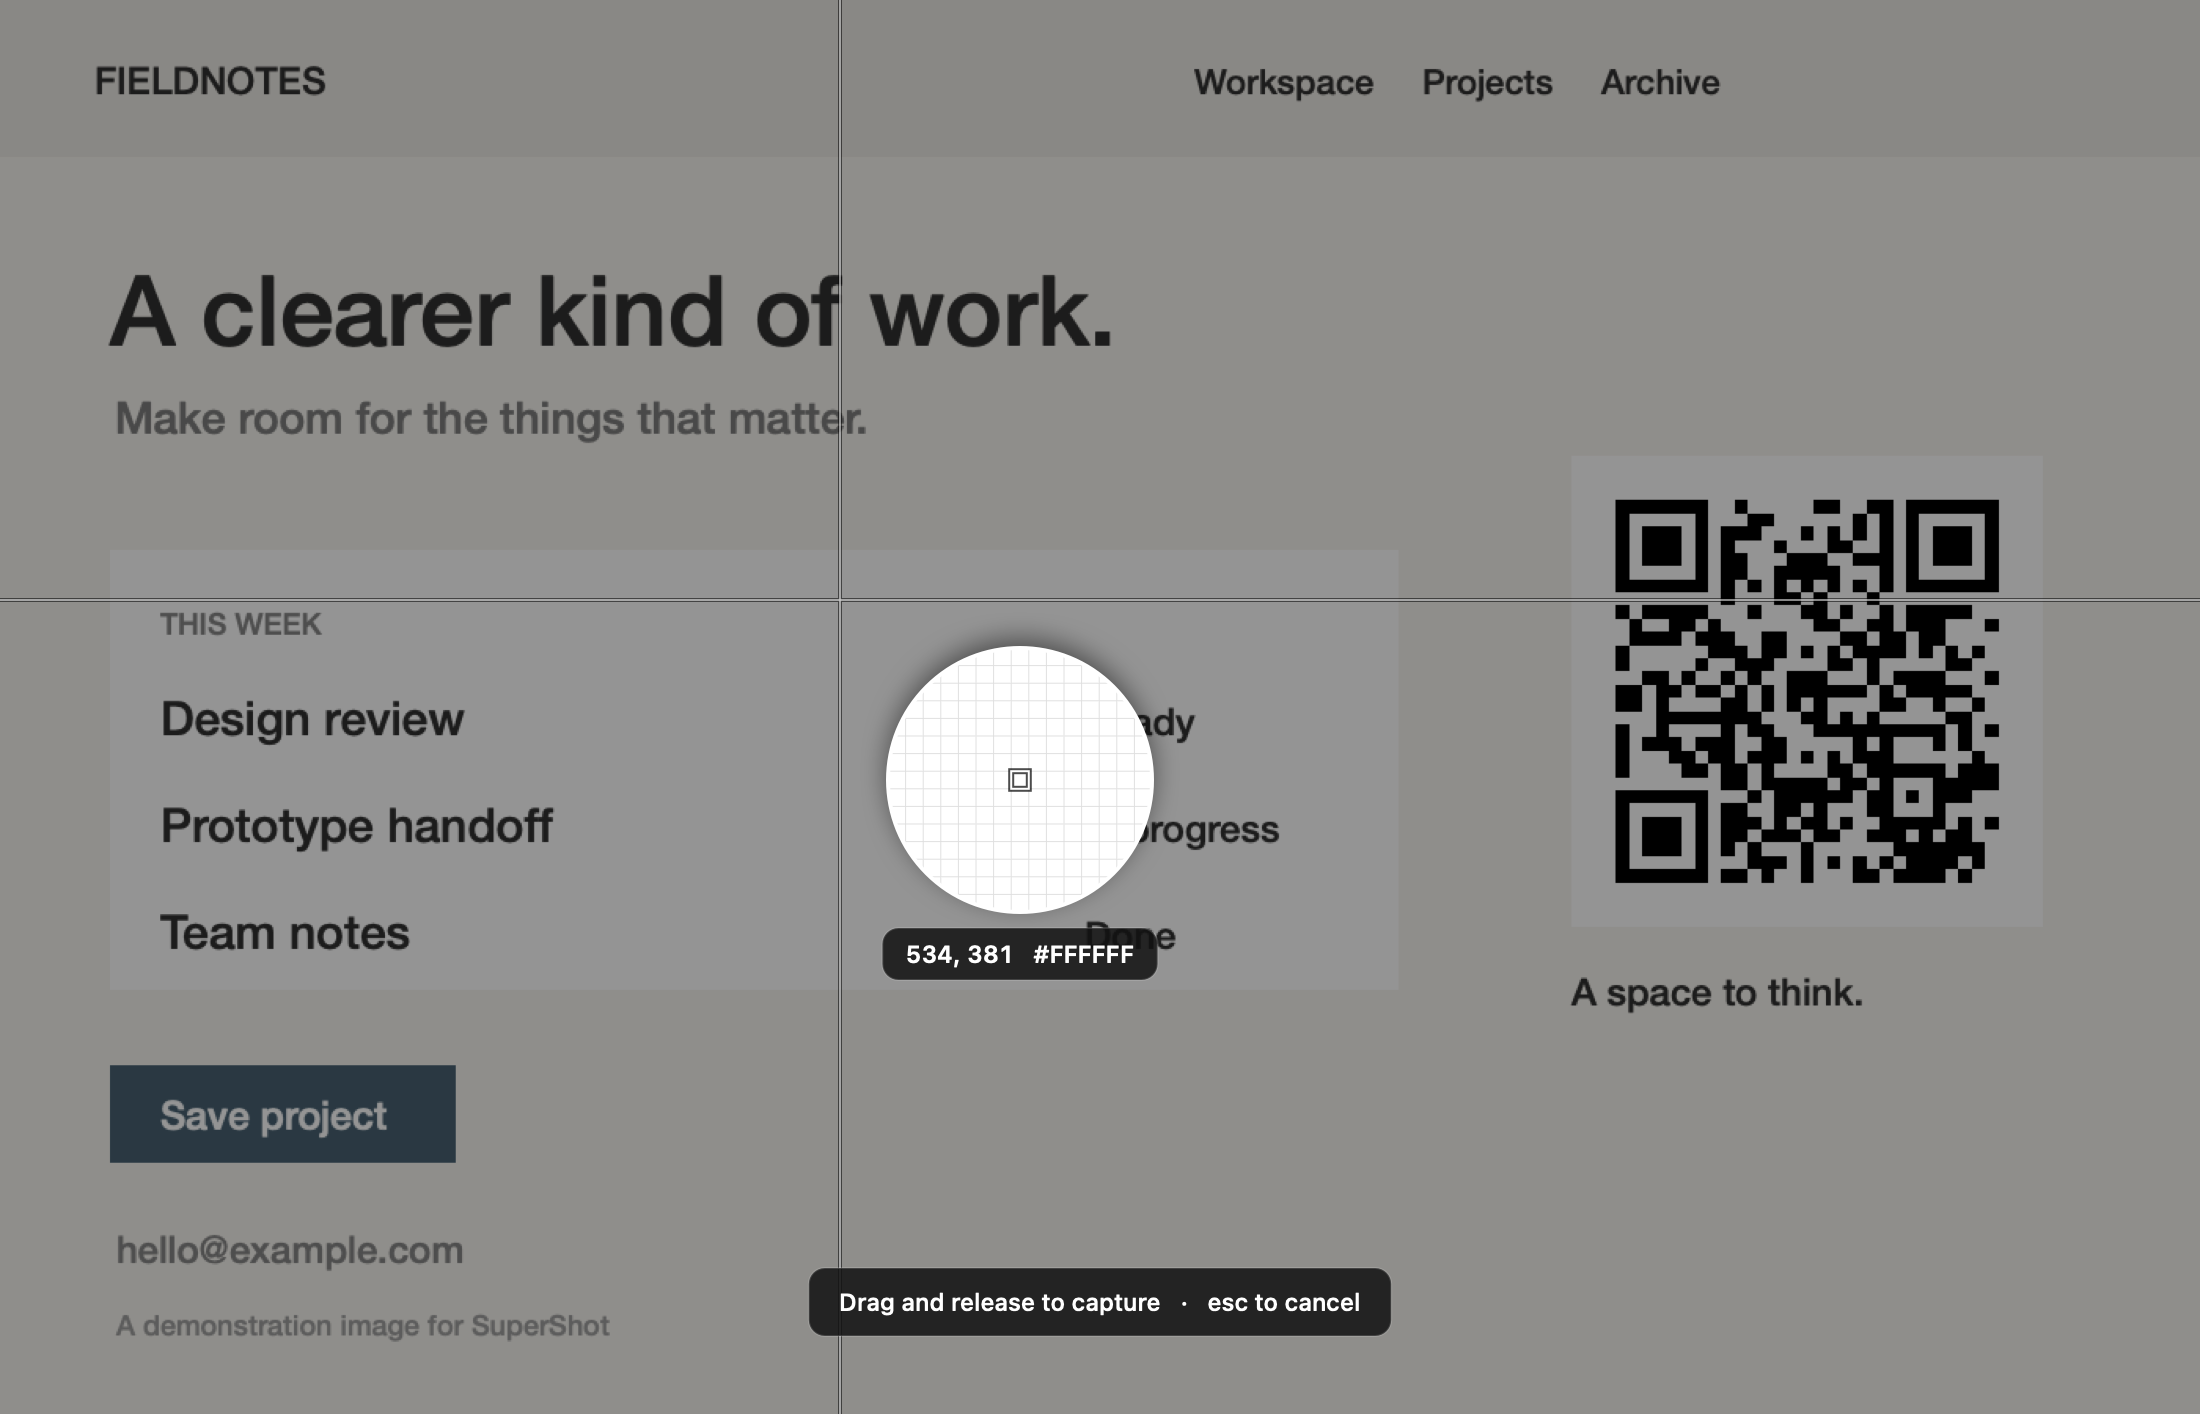 FIELDNOTES
Workspace Projects Archive
A clearer kind of work.
Make room for the things that matter.
THIS WEEK
Design review
Prototype handoff
Team notes Done
534, 381 #FFFFFF
A space to think.
Save project
hello@example.com
Drag and release to capture · esc to cancel
A demonstration image for SuperShot